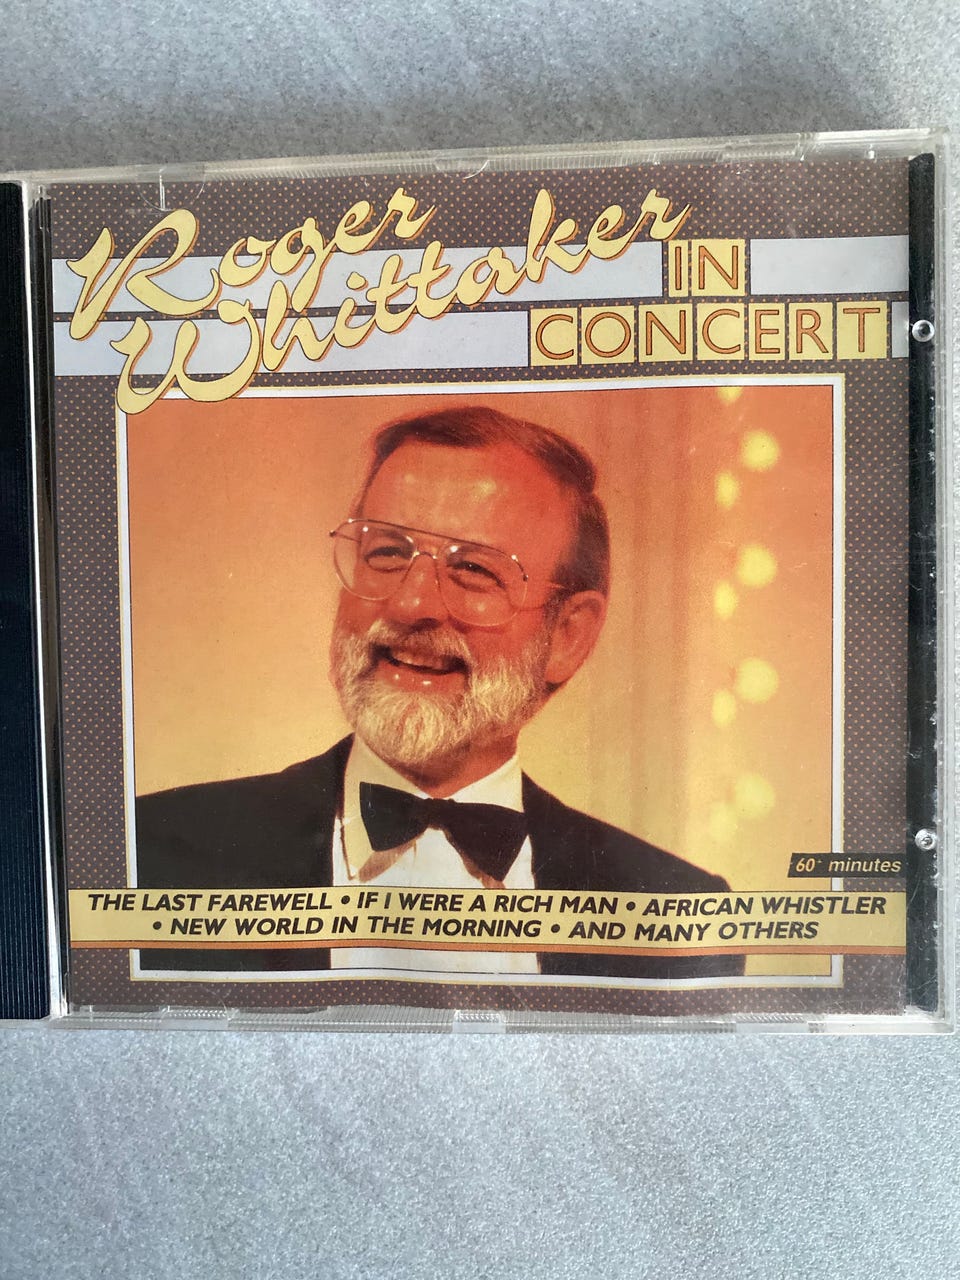 Roger
Whittaker
IN
CONCERT
60+ minutes
THE LAST FAREWELL • IF I WERE A RICH MAN • AFRICAN WHISTLER
• NEW WORLD IN THE MORNING • AND MANY OTHERS